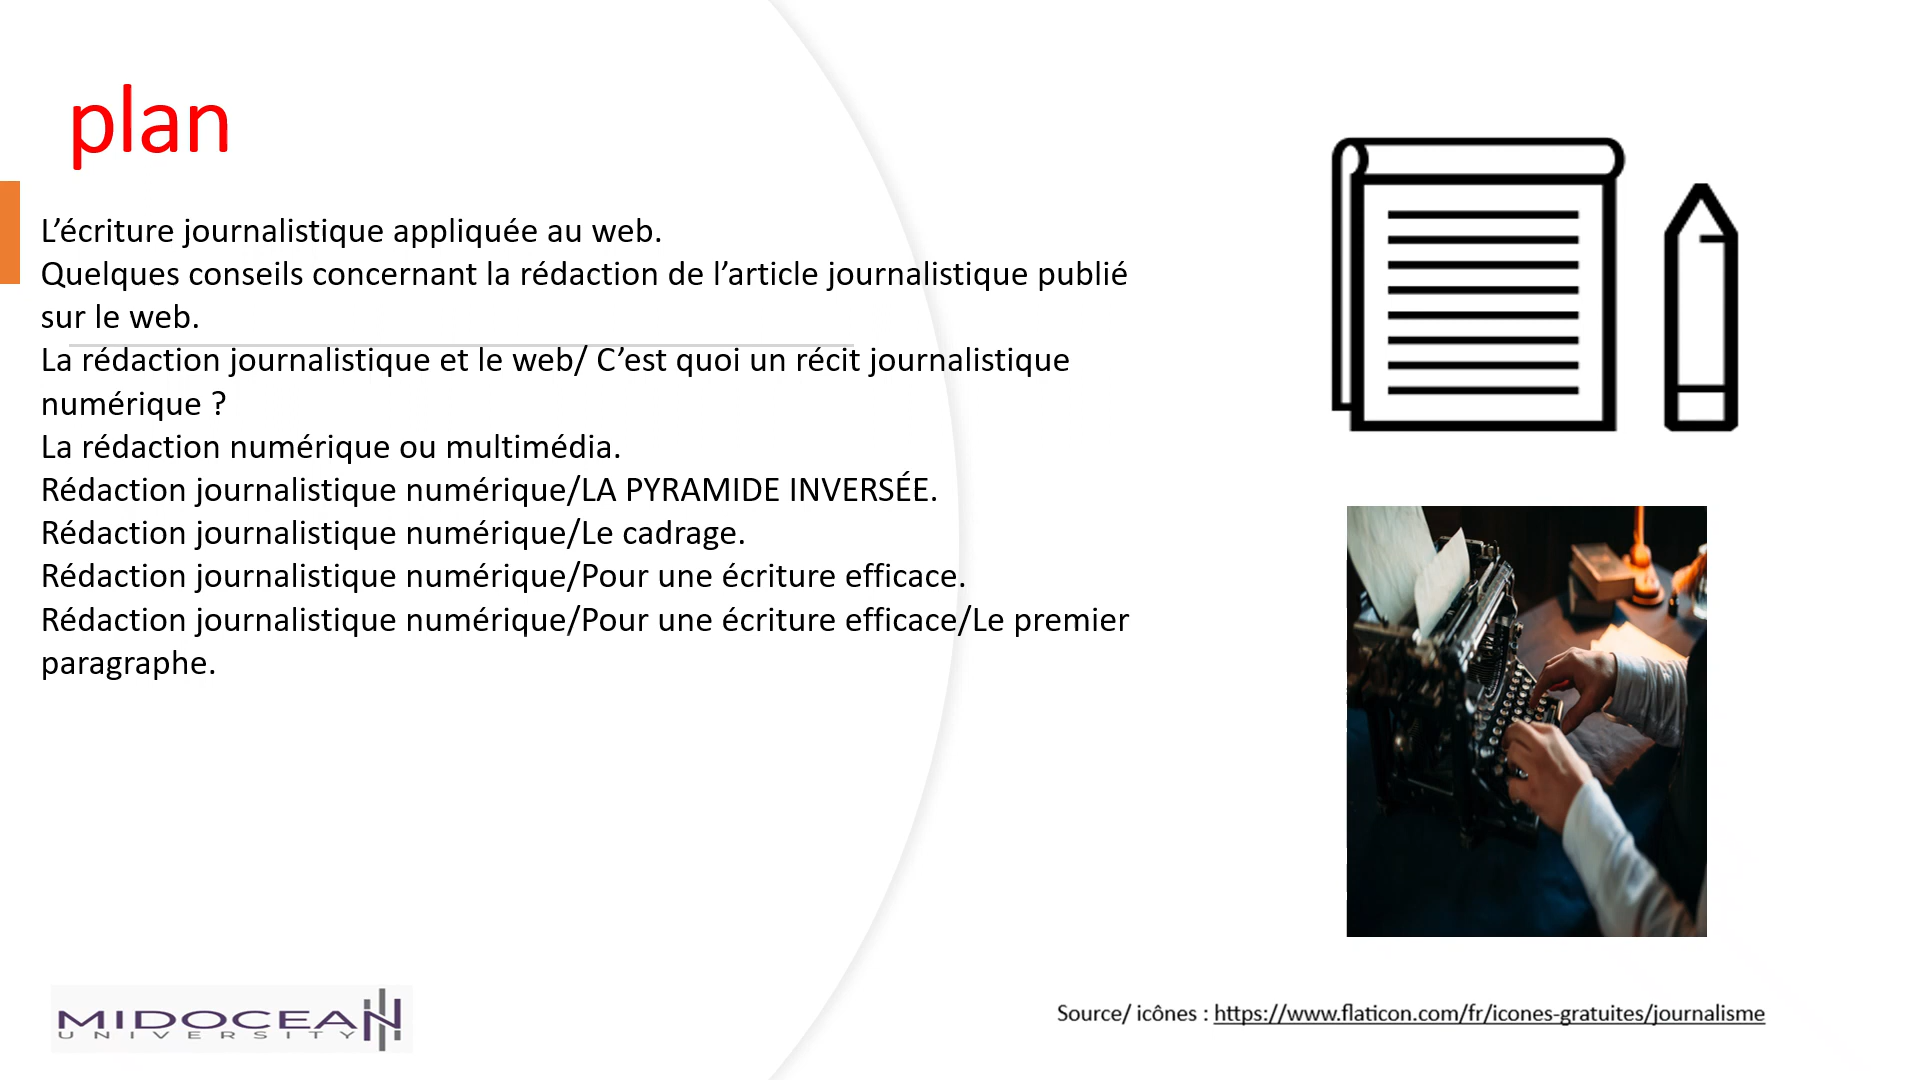 plan
L’écriture journalistique appliquée au web.
Quelques conseils concernant la rédaction de l’article journalistique publié
sur le web.
La rédaction journalistique et le web/ C’est quoi un récit journalistique
numérique ?
La rédaction numérique ou multimédia.
Rédaction journalistique numérique/LA PYRAMIDE INVERSÉE.
Rédaction journalistique numérique/Le cadrage.
Rédaction journalistique numérique/Pour une écriture efficace.
Rédaction journalistique numérique/Pour une écriture efficace/Le premier
paragraphe.
MIDOCEAN
UNIVERSITY
Source/ icônes : https://www.flaticon.com/fr/icones-gratuites/journalisme